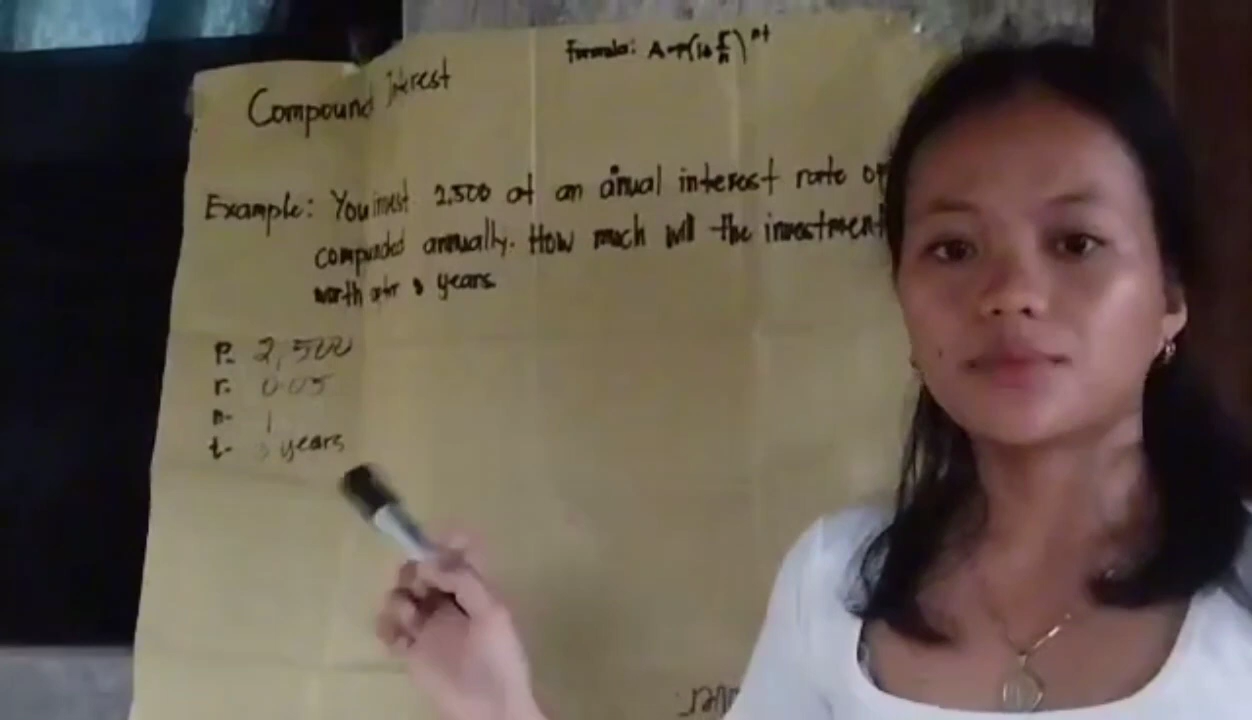 Formula: A=P(1+r/n)^nt
Compound Interest
Example: You invest 2,500 at an anual interest rate of
compounded annually. How much will the investment
worth after years.
P- 2,500
r- 0.05
n- 1
t- years